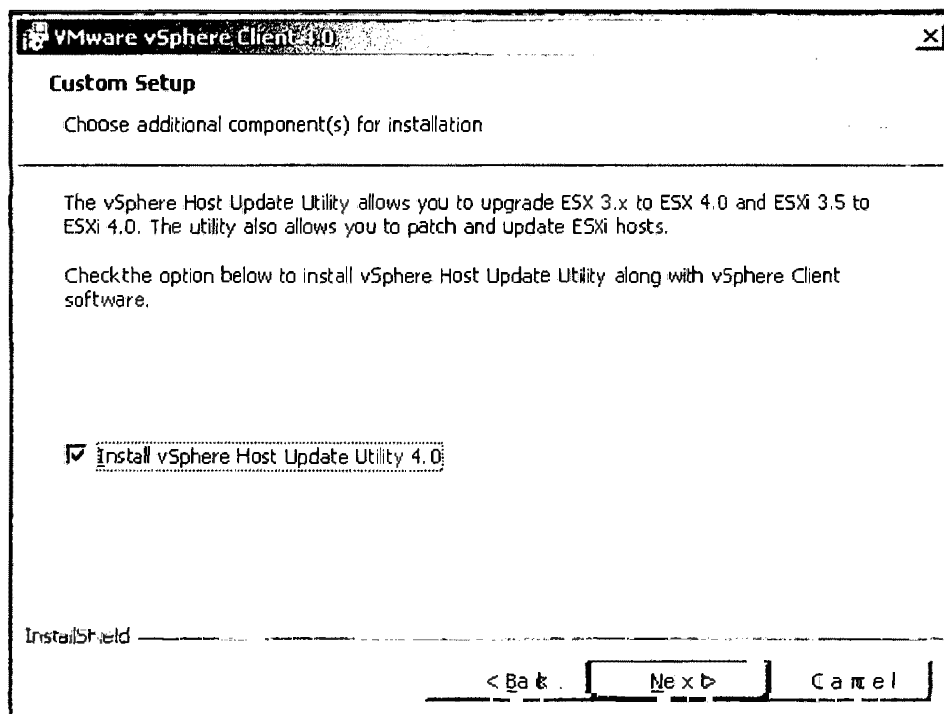 VMware vSphere Client 4.0
Custom Setup
Choose additional component(s) for installation
The vSphere Host Update Utility allows you to upgrade ESX 3.x to ESX 4.0 and ESXi 3.5 to
ESXi 4.0. The utility also allows you to patch and update ESXi hosts.
Check the option below to install vSphere Host Update Utility along with vSphere Client
software.
Install vSphere Host Update Utility 4.0
InstallShield
< Back Next > Cancel